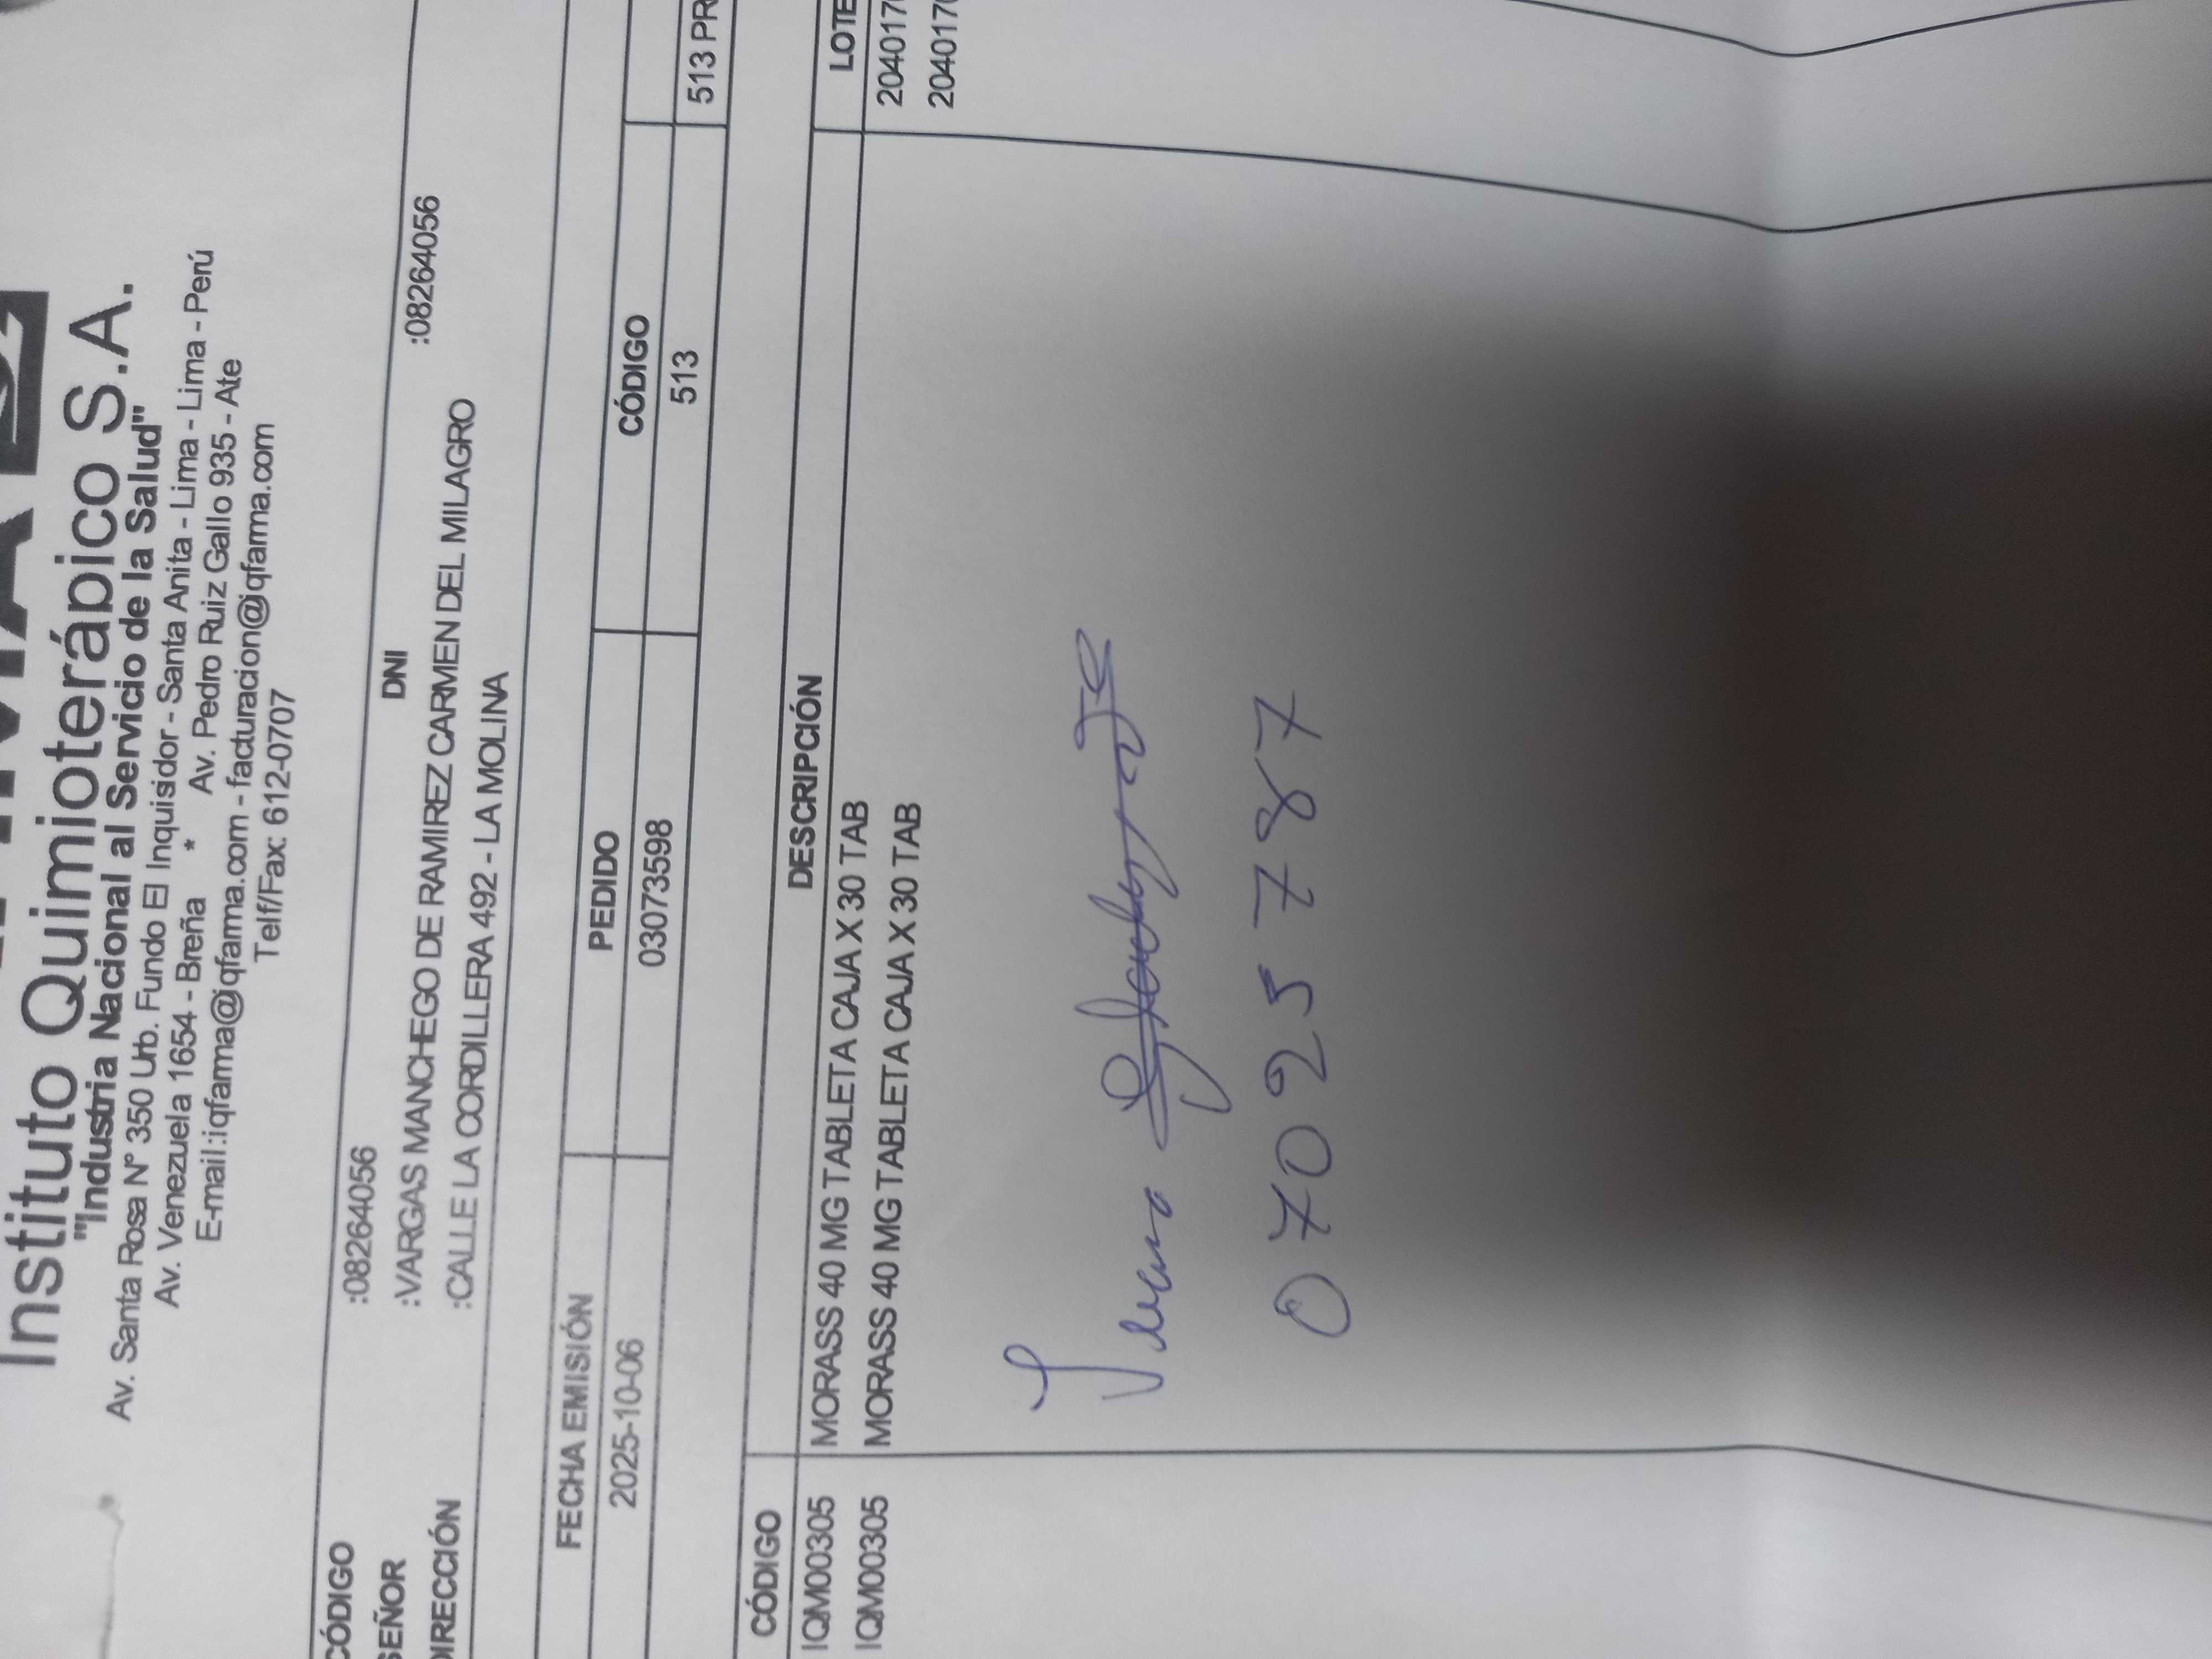 Instituto Quimioterápico S.A.
"Industria Nacional al Servicio de la Salud"
Av. Santa Rosa N° 350 Urb. Fundo El Inquisidor - Santa Anita - Lima - Lima - Perú
Av. Venezuela 1654 - Breña * Av. Pedro Ruiz Gallo 935 - Ate
E-mail:iqfarma@iqfarma.com - facturacion@iqfarma.com
Telf/Fax: 612-0707
CÓDIGO :08264056
SEÑOR :VARGAS MANCHEGO DE RAMIREZ CARMEN DEL MILAGRO DNI :08264056
DIRECCIÓN :CALLE LA CORDILLERA 492 - LA MOLINA
FECHA EMISIÓN PEDIDO CÓDIGO
2025-10-06 03073598 513 513 PR
CÓDIGO DESCRIPCIÓN LOTE
IQM00305 MORASS 40 MG TABLETA CAJA X 30 TAB 204017
IQM00305 MORASS 40 MG TABLETA CAJA X 30 TAB 204017
07025787